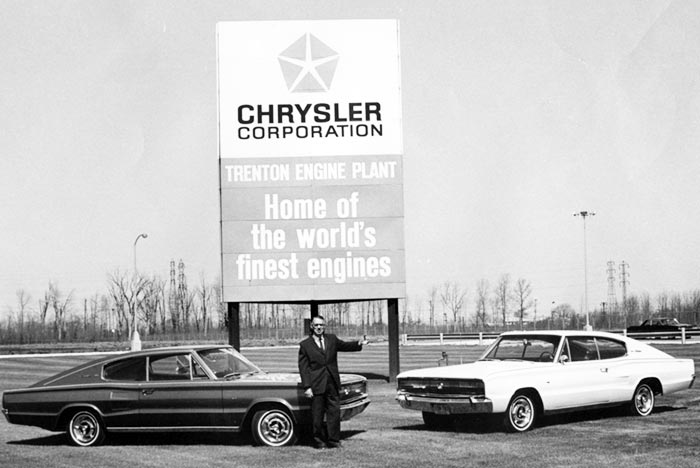 CHRYSLER
CORPORATION
TRENTON ENGINE PLANT
Home of
the world's
finest engines